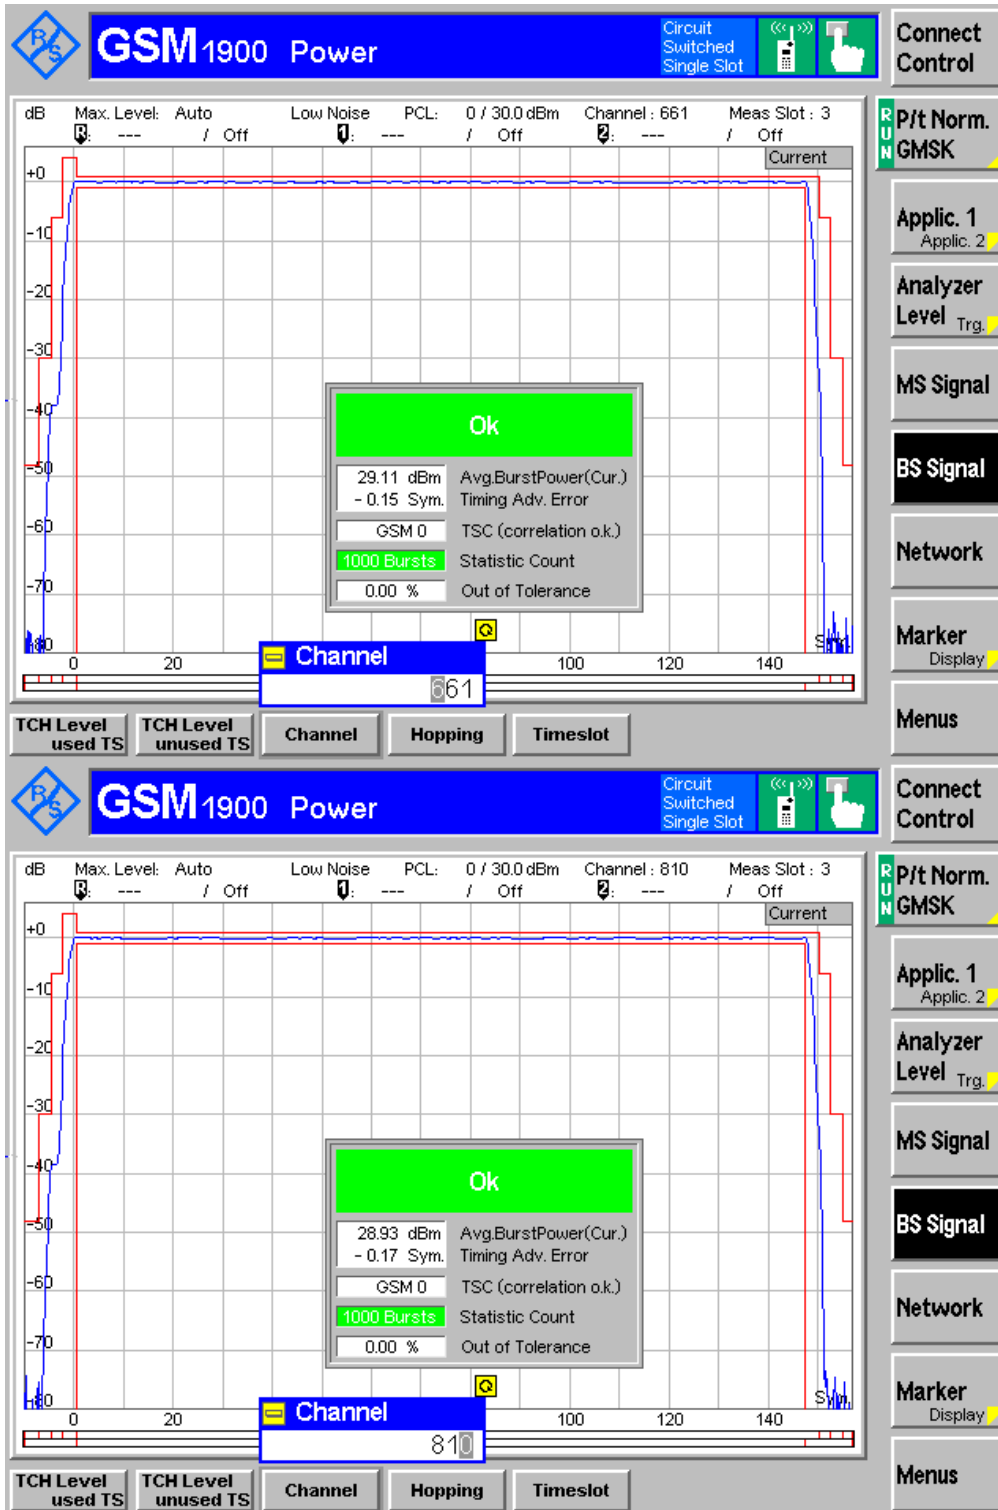 R S GSM 1900 Power Circuit Switched Single Slot
Connect Control
dB Max. Level: Auto Low Noise PCL: 0 / 30.0 dBm Channel : 661 Meas Slot : 3
R: --- / Off 1: --- / Off 2: --- / Off
RUN P/t Norm. GMSK
Current
+0
-10
-20
-30
-40
-50
-60
-70
-80
Applic. 1
Applic. 2
Analyzer
Level Trg.
MS Signal
BS Signal
Network
Marker
Display
Menus
Ok
29.11 dBm Avg.BurstPower(Cur.)
- 0.15 Sym. Timing Adv. Error
GSM 0 TSC (correlation o.k.)
1000 Bursts Statistic Count
0.00 % Out of Tolerance
0 20 100 120 140
Channel
661
TCH Level used TS
TCH Level unused TS
Channel
Hopping
Timeslot
R S GSM 1900 Power Circuit Switched Single Slot
Connect Control
dB Max. Level: Auto Low Noise PCL: 0 / 30.0 dBm Channel : 810 Meas Slot : 3
R: --- / Off 1: --- / Off 2: --- / Off
RUN P/t Norm. GMSK
Current
+0
-10
-20
-30
-40
-50
-60
-70
-80
Applic. 1
Applic. 2
Analyzer
Level Trg.
MS Signal
BS Signal
Network
Marker
Display
Menus
Ok
28.93 dBm Avg.BurstPower(Cur.)
- 0.17 Sym. Timing Adv. Error
GSM 0 TSC (correlation o.k.)
1000 Bursts Statistic Count
0.00 % Out of Tolerance
0 20 100 120 140
Channel
810
TCH Level used TS
TCH Level unused TS
Channel
Hopping
Timeslot